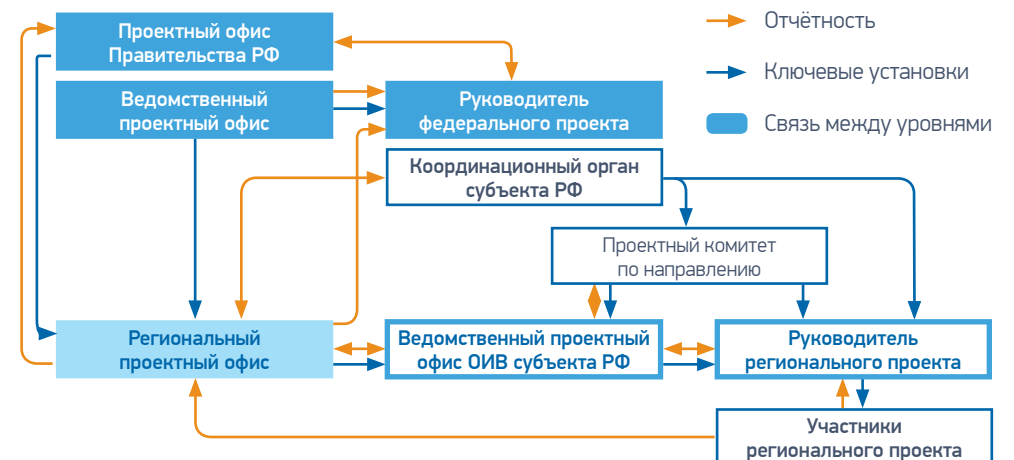 Проектный офис
Правительства РФ
Ведомственный
проектный офис
Руководитель
федерального проекта
Координационный орган
субъекта РФ
Проектный комитет
по направлению
Региональный
проектный офис
Ведомственный проектный
офис ОИВ субъекта РФ
Руководитель
регионального проекта
Участники
регионального проекта
Отчётность
Ключевые установки
Связь между уровнями